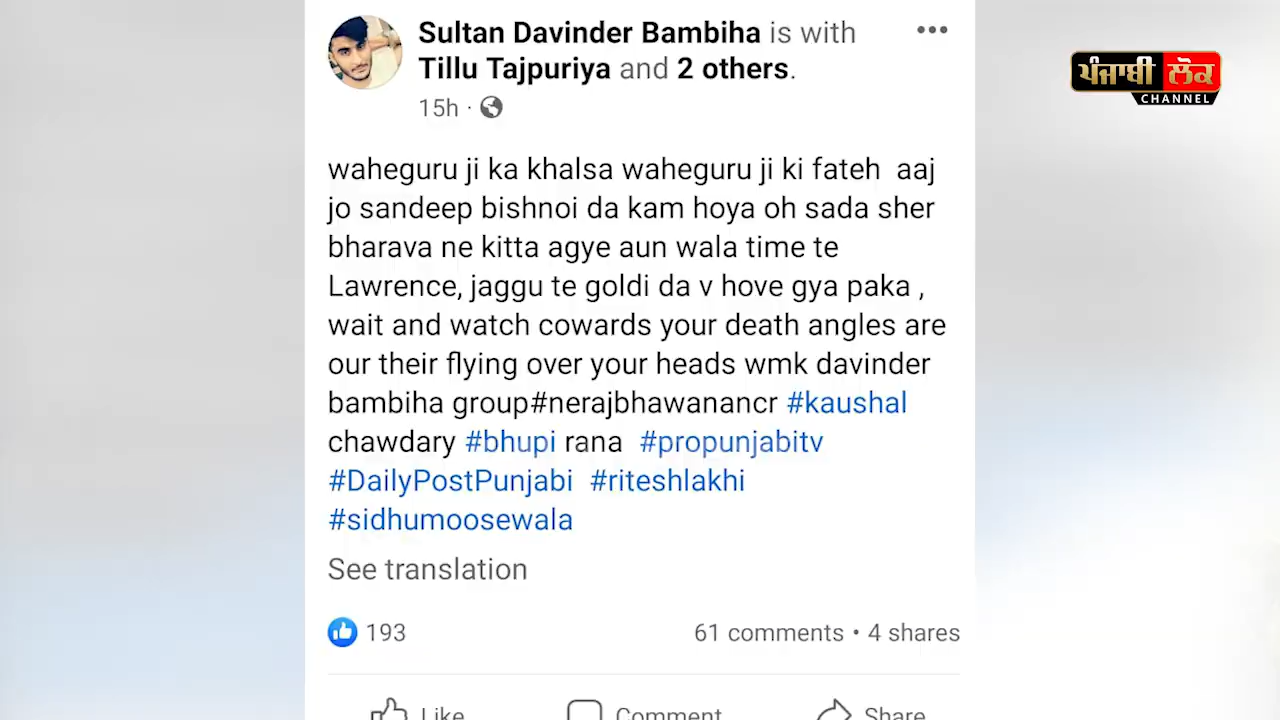 Sultan Davinder Bambiha is with
Tillu Tajpuriya and 2 others.
15h ·
ਪੰਜਾਬੀ ਲੋਕ
CHANNEL
waheguru ji ka khalsa waheguru ji ki fateh aaj
jo sandeep bishnoi da kam hoya oh sada sher
bharava ne kitta agye aun wala time te
Lawrence, jaggu te goldi da v hove gya paka ,
wait and watch cowards your death angles are
our their flying over your heads wmk davinder
bambiha group#nerajbhawanancr #kaushal
chawdary #bhupi rana #propunjabitv
#DailyPostPunjabi #riteshlakhi
#sidhumoosewala
See translation
193 61 comments • 4 shares
Like Comment Share